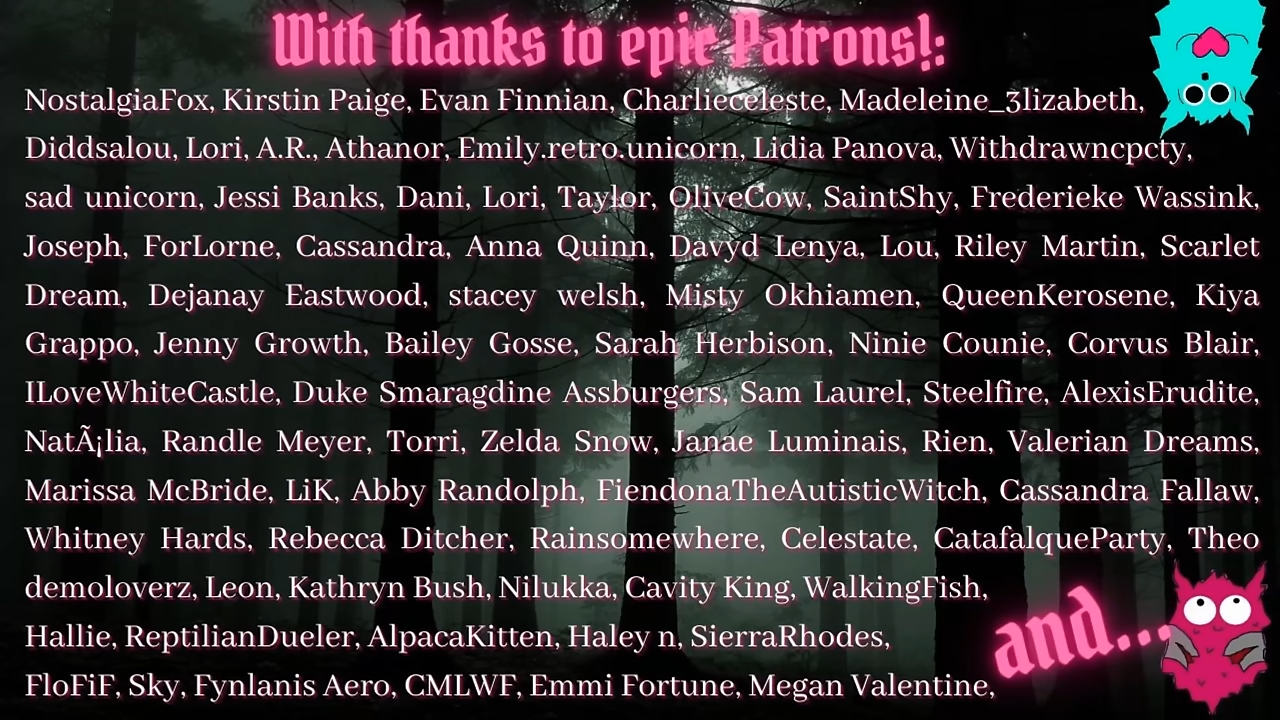 With thanks to epic Patrons!:
NostalgiaFox, Kirstin Paige, Evan Finnian, Charlieceleste, Madeleine_3lizabeth,
Diddsalou, Lori, A.R., Athanor, Emily.retro.unicorn, Lidia Panova, Withdrawncpcty,
sad unicorn, Jessi Banks, Dani, Lori, Tayłor, OliveCow, SaintShy, Frederieke Wassink,
Joseph, ForLorne, Cassandra, Anna Quinn, Davyd Lenya, Lou, Riley Martin, Scarlet
Dream, Dejanay Eastwood, stacey welsh, Misty Okhiamen, QueenKerosene, Kiya
Grappo, Jenny Growth, Bailey Gosse, Sarah Herbison, Ninie Counie, Corvus Blair,
ILoveWhiteCastle, Duke Smaragdine Assburgers, Sam Laurel, Steelfire, AlexisErudite,
NatÃ¡lia, Randle Meyer, Torri, Zelda Snow, Janae Luminais, Rien, Valerian Dreams,
Marissa McBride, LiK, Abby Randolph, FiendonaTheAutisticWitch, Cassandra Fallaw,
Whitney Hards, Rebecca Ditcher, Rainsomewhere, Celestate, CatafalqueParty, Theo
demoloverz, Leon, Kathryn Bush, Nilukka, Cavity King, WalkingFish,
Hallie, ReptilianDueler, AlpacaKitten, Haley n, SierraRhodes,
FloFiF, Sky, Fynlanis Aero, CMLWF, Emmi Fortune, Megan Valentine,
and...